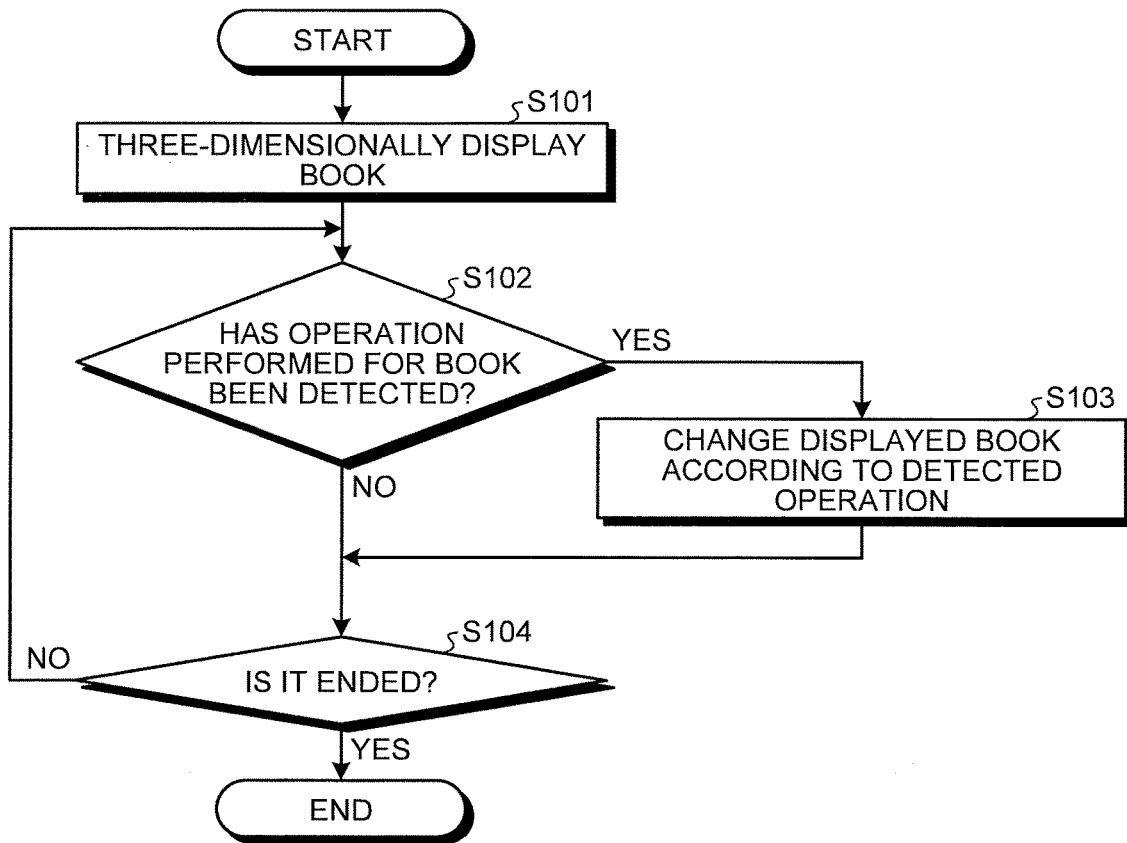 START
S101
THREE-DIMENSIONALLY DISPLAY
BOOK
S102
HAS OPERATION
PERFORMED FOR BOOK
BEEN DETECTED?
YES
S103
CHANGE DISPLAYED BOOK
ACCORDING TO DETECTED
OPERATION
NO
S104
NO
IS IT ENDED?
YES
END